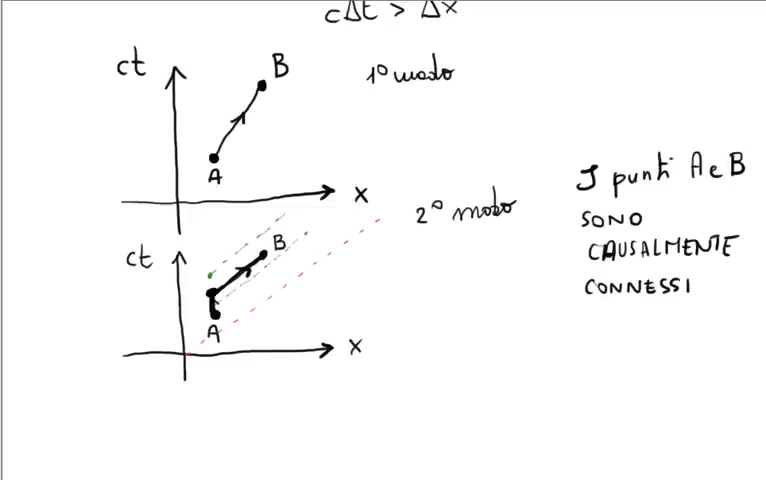 cΔt > Δx
ct
B
1° modo
A
x
I punti A e B
SONO
CAUSALMENTE
CONNESSI
2° modo
ct
B
A
x